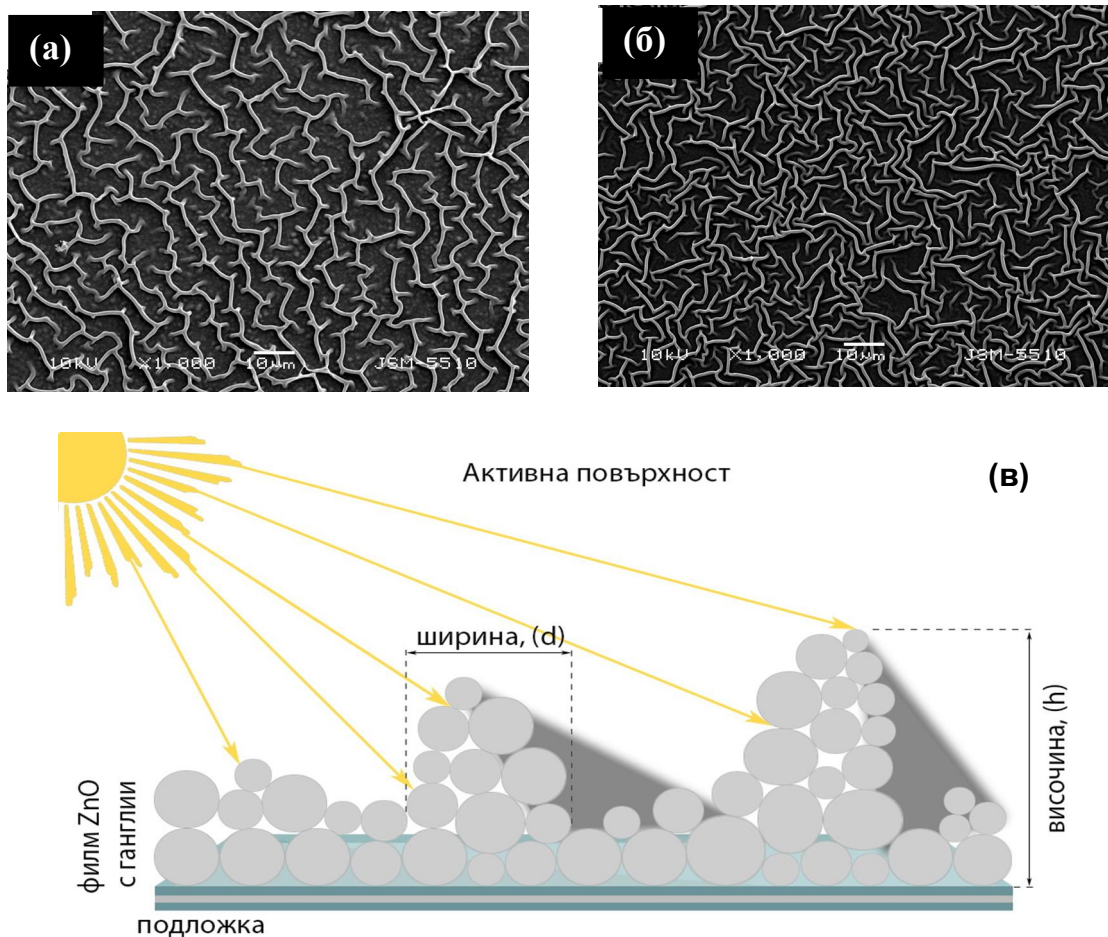 (а)
10kV X1,000 10µm JSM-5510
(б)
10kV X1,000 10µm JSM-5510
Активна повърхност
(в)
ширина, (d)
височина, (h)
филм ZnO
с ганглии
подложка